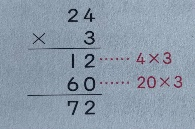 24
× 3
12 ...... 4×3
60 ...... 20×3
72